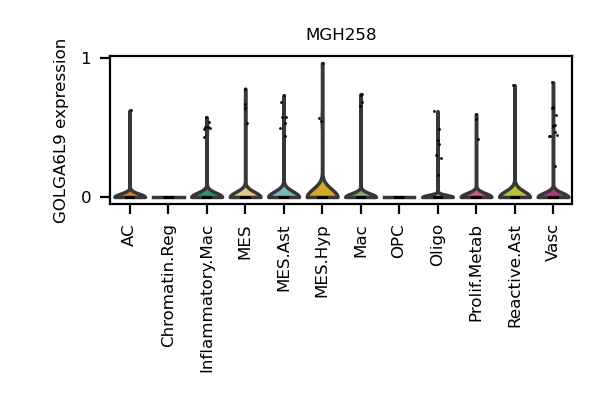 MGH258
GOLGA6L9 expression
1
0
AC
Chromatin.Reg
Inflammatory.Mac
MES
MES.Ast
MES.Hyp
Mac
OPC
Oligo
Prolif.Metab
Reactive.Ast
Vasc